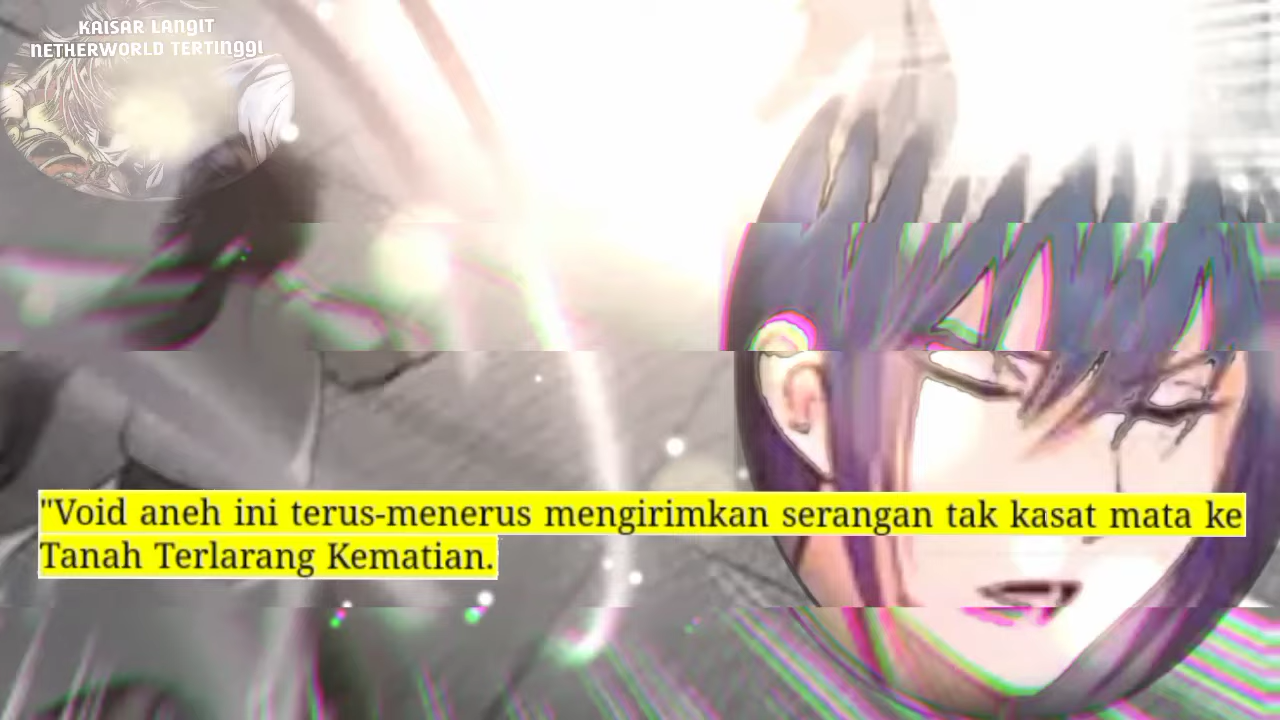 KAISAR LANGIT
NETHERWORLD TERTINGGI
"Void aneh ini terus-menerus mengirimkan serangan tak kasat mata ke
Tanah Terlarang Kematian.